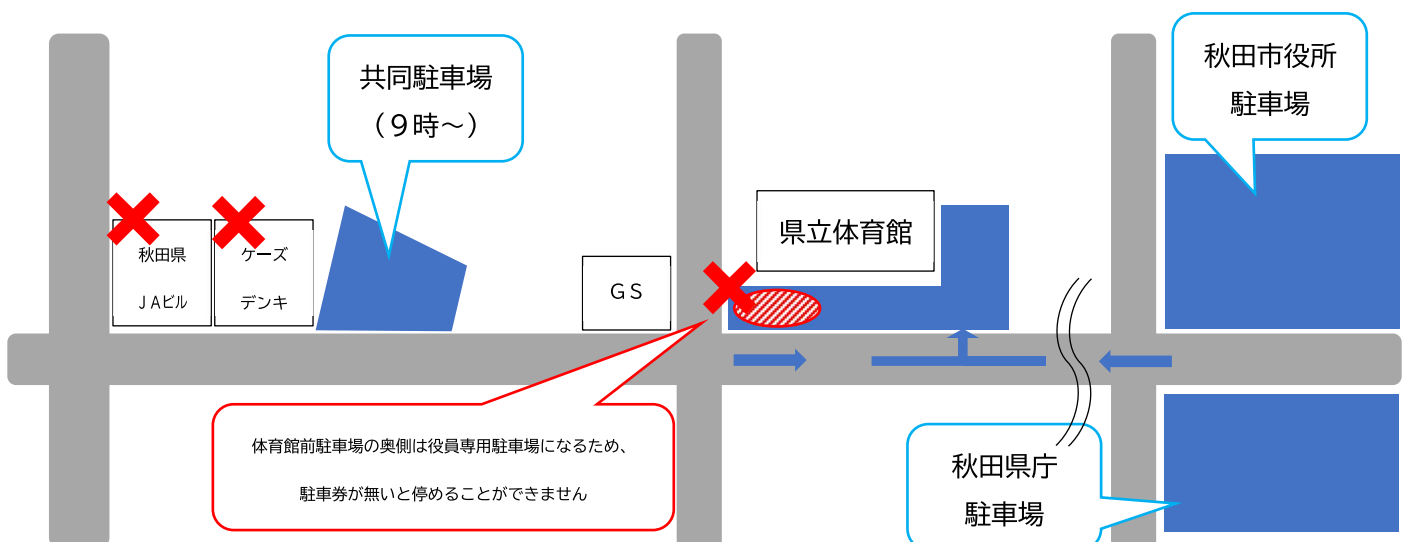 秋田市役所
駐車場
共同駐車場
（９時～）
県立体育館
秋田県
ＪＡビル
ケーズ
デンキ
ＧＳ
体育館前駐車場の奥側は役員専用駐車場になるため、
駐車券が無いと停めることができません
秋田県庁
駐車場